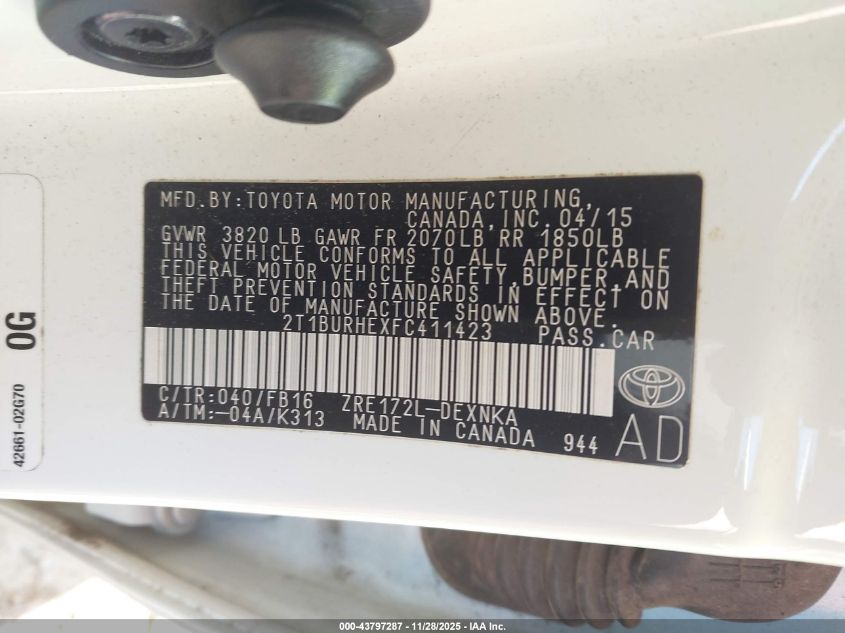 MFD.BY:TOYOTA MOTOR MANUFACTURING,
CANADA,INC.04/15
GVWR 3820LB GAWR FR 2070LB RR 1850LB
THIS VEHICLE CONFORMS TO ALL APPLICABLE
FEDERAL MOTOR VEHICLE SAFETY,BUMPER,AND
THEFT PREVENTION STANDARDS IN EFFECT ON
THE DATE OF MANUFACTURE SHOWN ABOVE.
2T1BURHEXFC411423 PASS.CAR
C/TR:040/FB16 ZRE172L-DEXNKA
A/TM:-04A/K313 MADE IN CANADA 944 AD
42661-02G70 0G
000-43797287 - 11/28/2025 - IAA Inc.